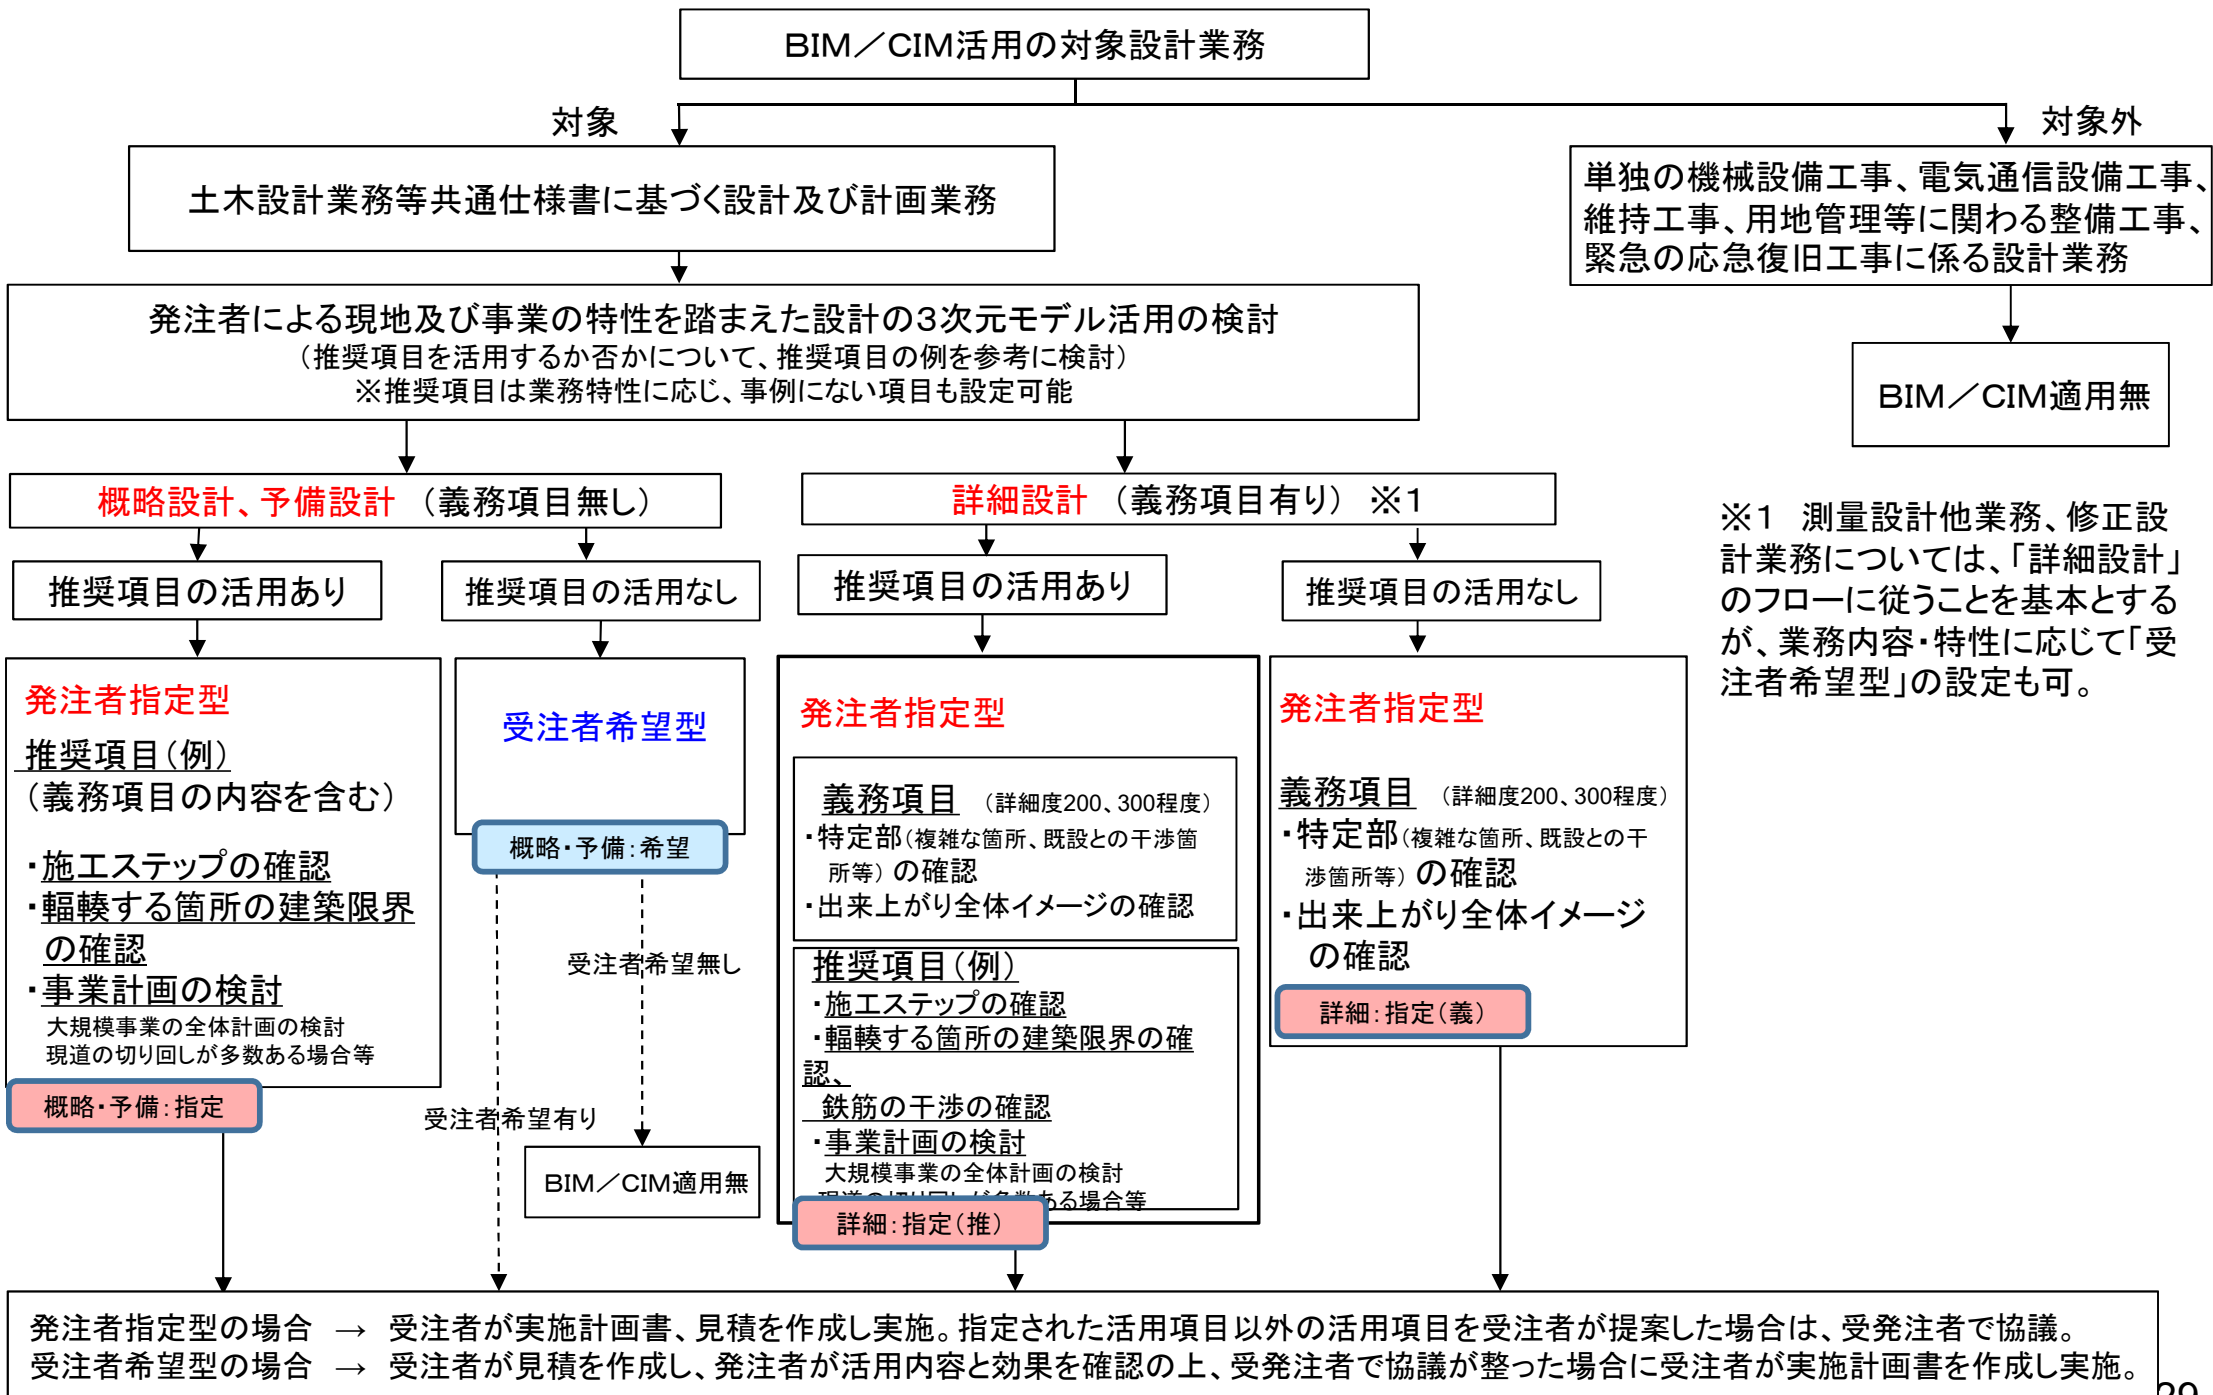 BIM／CIM活用の対象設計業務
対象
対象外
土木設計業務等共通仕様書に基づく設計及び計画業務
単独の機械設備工事、電気通信設備工事、
維持工事、用地管理等に関わる整備工事、
緊急の応急復旧工事に係る設計業務
発注者による現地及び事業の特性を踏まえた設計の3次元モデル活用の検討
（推奨項目を活用するか否かについて、推奨項目の例を参考に検討）
※推奨項目は業務特性に応じ、事例にない項目も設定可能
BIM／CIM適用無
概略設計、予備設計 （義務項目無し）
詳細設計 （義務項目有り） ※1
※1　測量設計他業務、修正設
計業務については、「詳細設計」
のフローに従うことを基本とする
が、業務内容・特性に応じて「受
注者希望型」の設定も可。
推奨項目の活用あり
推奨項目の活用なし
推奨項目の活用あり
推奨項目の活用なし
発注者指定型
推奨項目（例）
（義務項目の内容を含む）
・施工ステップの確認
・輻輳する箇所の建築限界
の確認
・事業計画の検討
大規模事業の全体計画の検討
現道の切り回しが多数ある場合等
概略・予備：指定
受注者希望型
概略・予備：希望
受注者希望無し
受注者希望有り
BIM／CIM適用無
発注者指定型
義務項目 （詳細度200、300程度）
・特定部（複雑な箇所、既設との干渉箇
所等）の確認
・出来上がり全体イメージの確認
推奨項目（例）
・施工ステップの確認
・輻輳する箇所の建築限界の確
認、
鉄筋の干渉の確認
・事業計画の検討
大規模事業の全体計画の検討
現道の切り回しが多数ある場合等
詳細：指定（推）
発注者指定型
義務項目 （詳細度200、300程度）
・特定部（複雑な箇所、既設との干
渉箇所等）の確認
・出来上がり全体イメージ
の確認
詳細：指定（義）
発注者指定型の場合　→　受注者が実施計画書、見積を作成し実施。指定された活用項目以外の活用項目を受注者が提案した場合は、受発注者で協議。
受注者希望型の場合　→　受注者が見積を作成し、発注者が活用内容と効果を確認の上、受発注者で協議が整った場合に受注者が実施計画書を作成し実施。